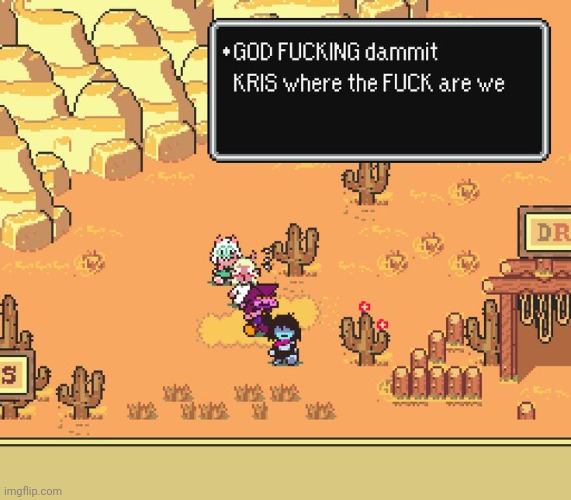 •GOD FUCKING dammit
KRIS where the FUCK are we
DR
S
imgflip.com